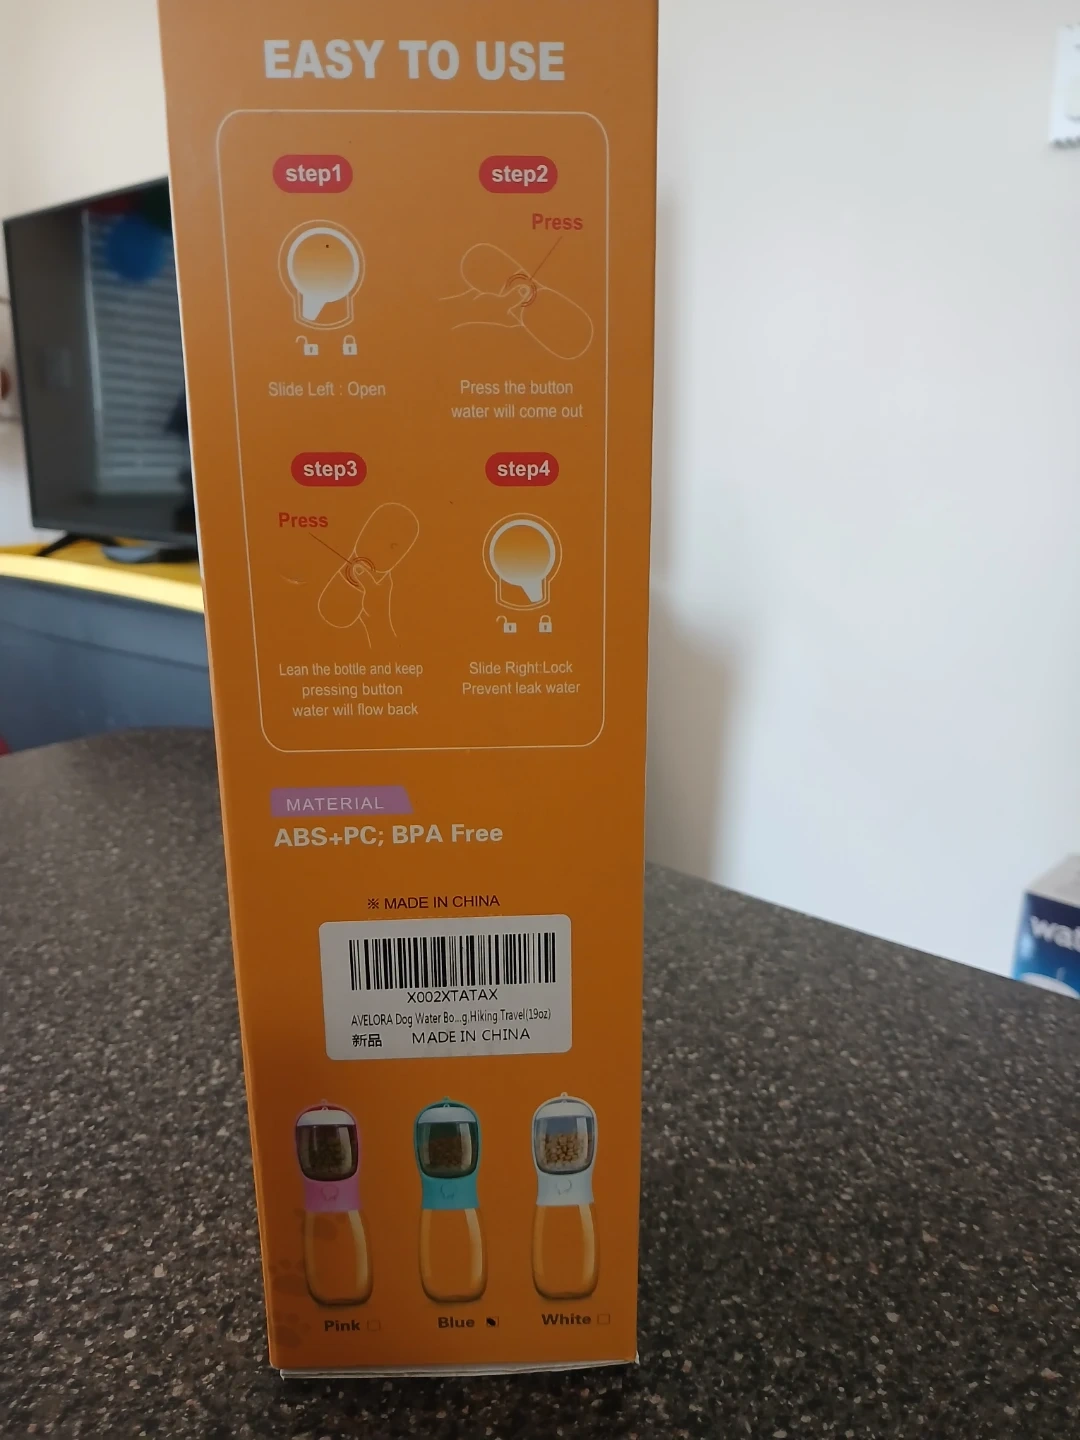 EASY TO USE
step1
step2
Press
Slide Left : Open
Press the button
water will come out
step3
step4
Press
Lean the bottle and keep
pressing button
water will flow back
Slide Right:Lock
Prevent leak water
MATERIAL
ABS+PC; BPA Free
※ MADE IN CHINA
X002XTATAX
AVELORA Dog Water Bo...g.Hiking Travel(19oz)
新品 MADE IN CHINA
Pink
Blue
White